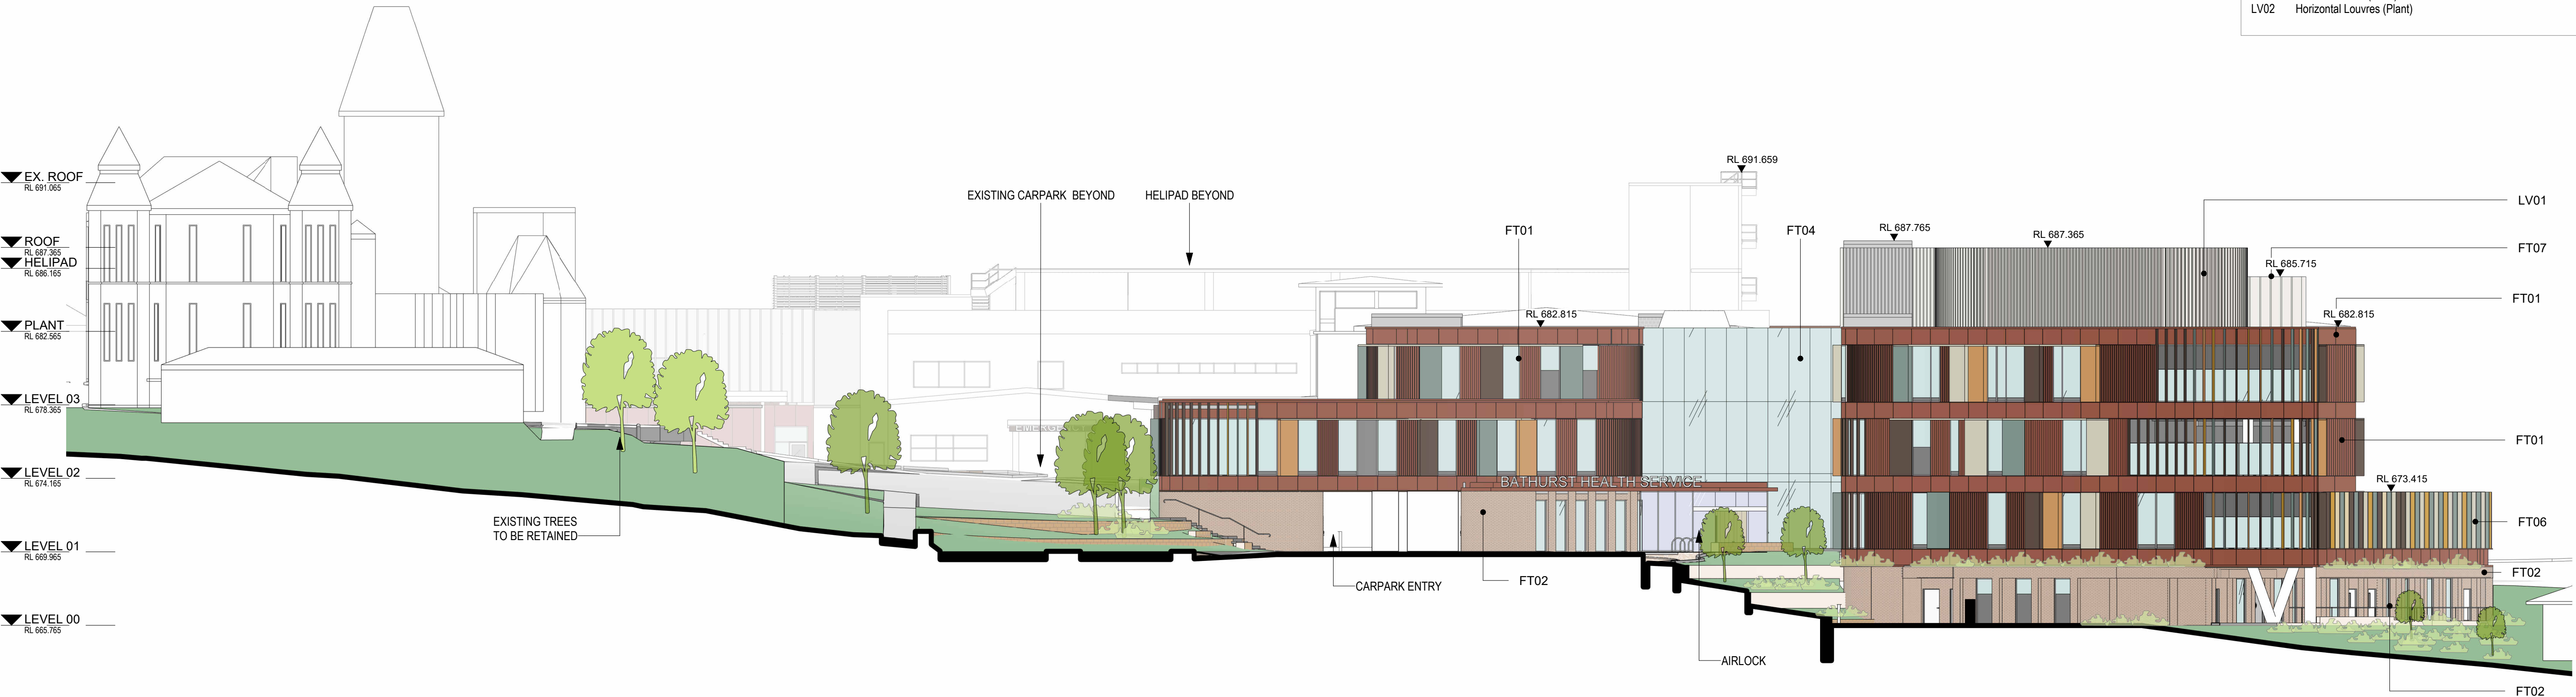 LV02 Horizontal Louvres (Plant)
EX. ROOF
RL 691.065
ROOF
RL 687.365
HELIPAD
RL 686.165
PLANT
RL 682.565
LEVEL 03
RL 678.365
LEVEL 02
RL 674.165
LEVEL 01
RL 669.965
LEVEL 00
RL 665.765
EXISTING TREES
TO BE RETAINED
EXISTING CARPARK BEYOND
HELIPAD BEYOND
RL 691.659
FT01
RL 682.815
FT04
RL 687.765
RL 687.365
RL 685.715
RL 682.815
RL 673.415
BATHURST HEALTH SERVICE
CARPARK ENTRY
FT02
AIRLOCK
LV01
FT07
FT01
FT01
FT06
FT02
FT02